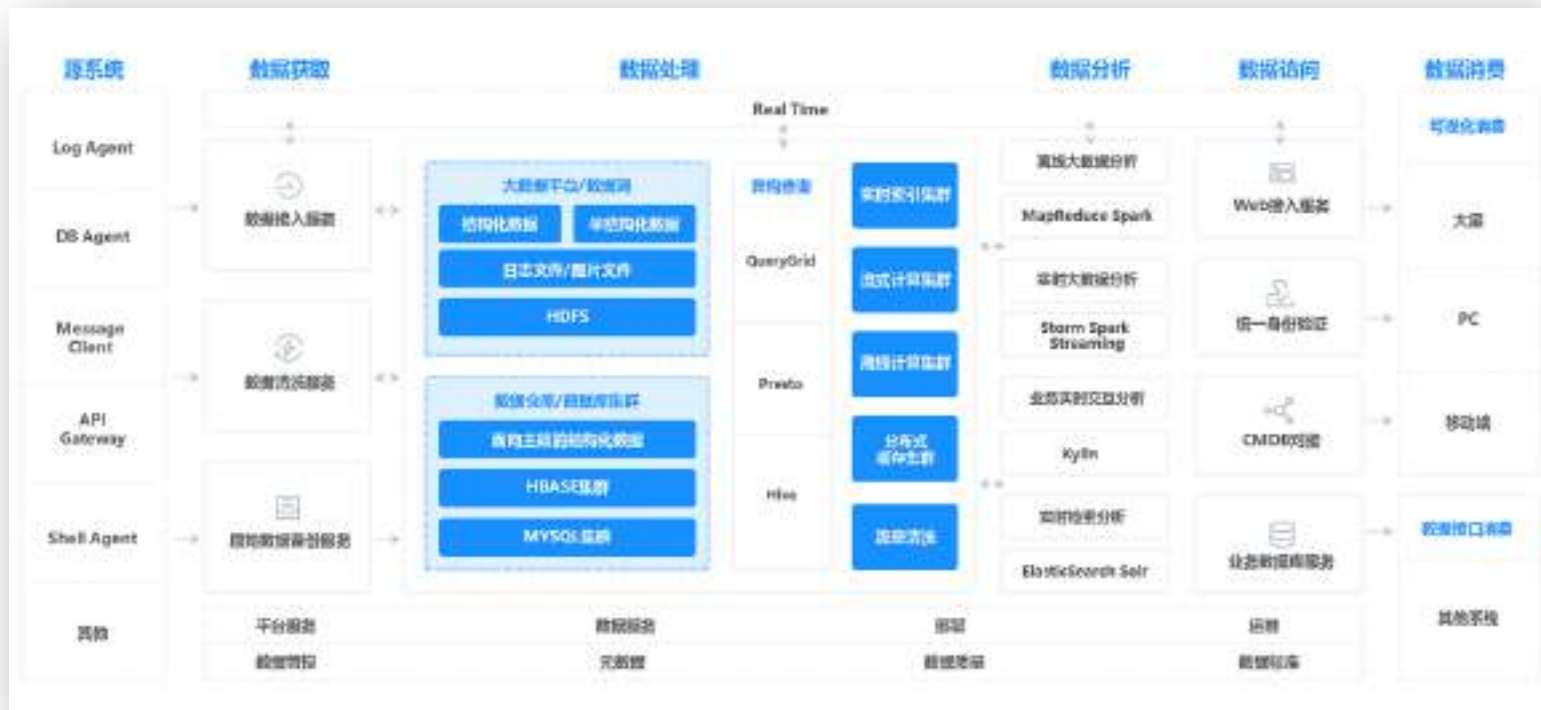 源系统
数据获取
数据处理
数据分析
数据访问
数据消费
Real Time
Log Agent
DB Agent
Message
Client
API
Gateway
Shell Agent
其他
数据接入服务
数据清洗服务
原始数据备份服务
大数据平台/数据湖
结构化数据
半结构化数据
日志文件/图片文件
HDFS
数据仓库/数据库集群
面向主题的结构化数据
HBASE集群
MYSQL集群
异构查询
QueryGrid
Presto
Hive
实时索引集群
流式计算集群
离线计算集群
分布式
缓存集群
清洗
离线大数据分析
MapReduce Spark
实时大数据分析
Storm Spark
Streaming
业务实时交互分析
Kylin
实时检索分析
ElasticSearch Solr
Web接入服务
统一身份验证
CMDB对接
业务数据库服务
可视化消费
大屏
PC
移动端
数据接口消费
其他系统
平台服务
数据服务
部署
运维
数据管控
元数据
数据质量
数据标准